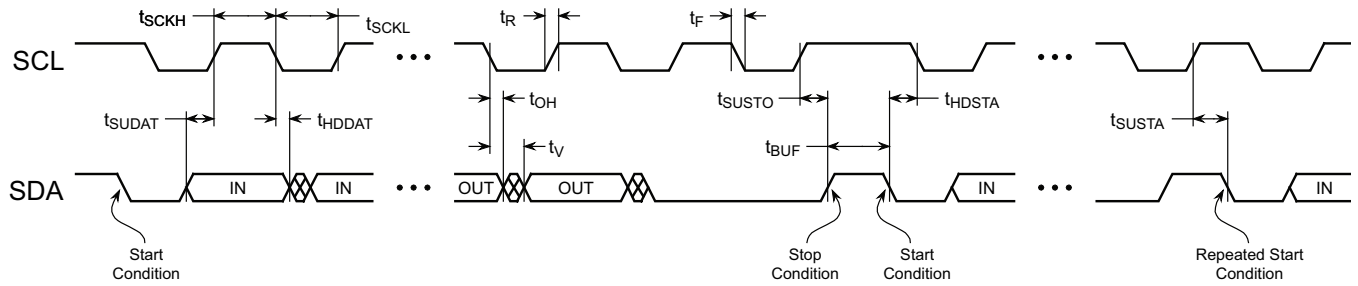 tSCKH
tSCKL
tR
tF
SCL
tSUDAT
tHDDAT
tOH
tV
tSUSTO
tHDSTA
tBUF
tSUSTA
SDA
IN
IN
OUT
OUT
IN
IN
Start
Condition
Stop
Condition
Start
Condition
Repeated Start
Condition